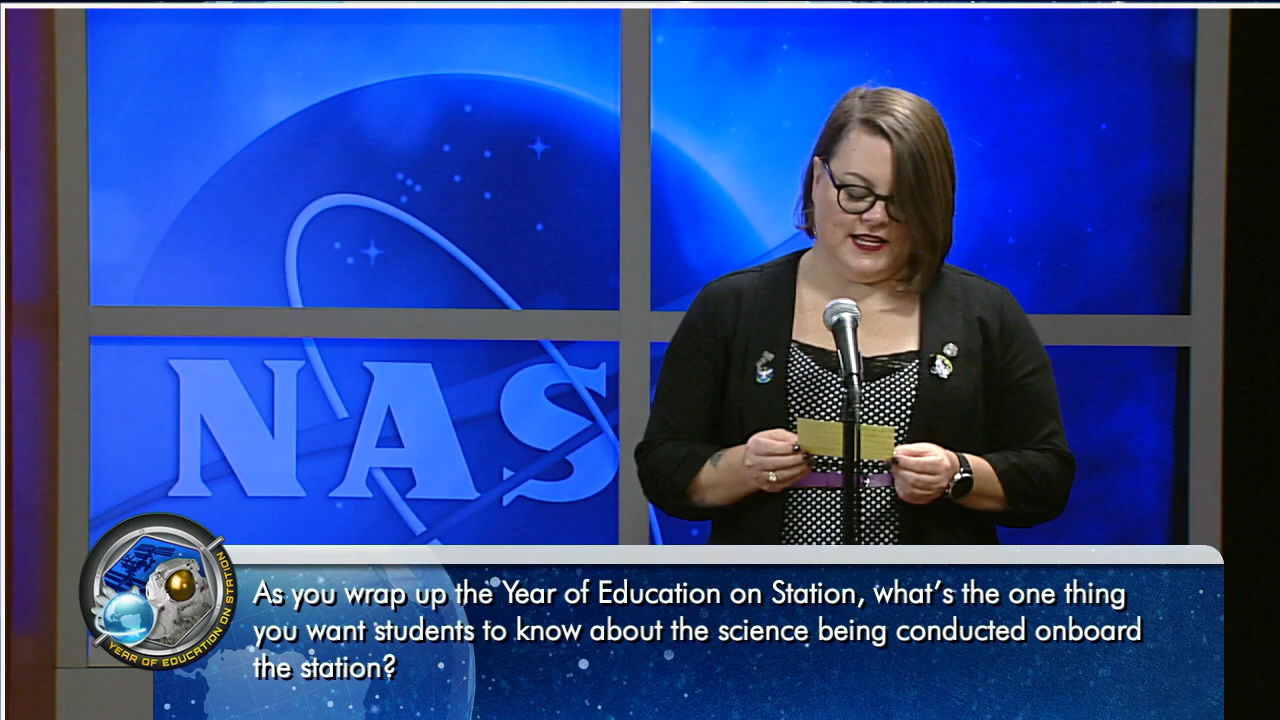 NAS
YEAR OF EDUCATION ON STATION
As you wrap up the Year of Education on Station, what's the one thing
you want students to know about the science being conducted onboard
the station?